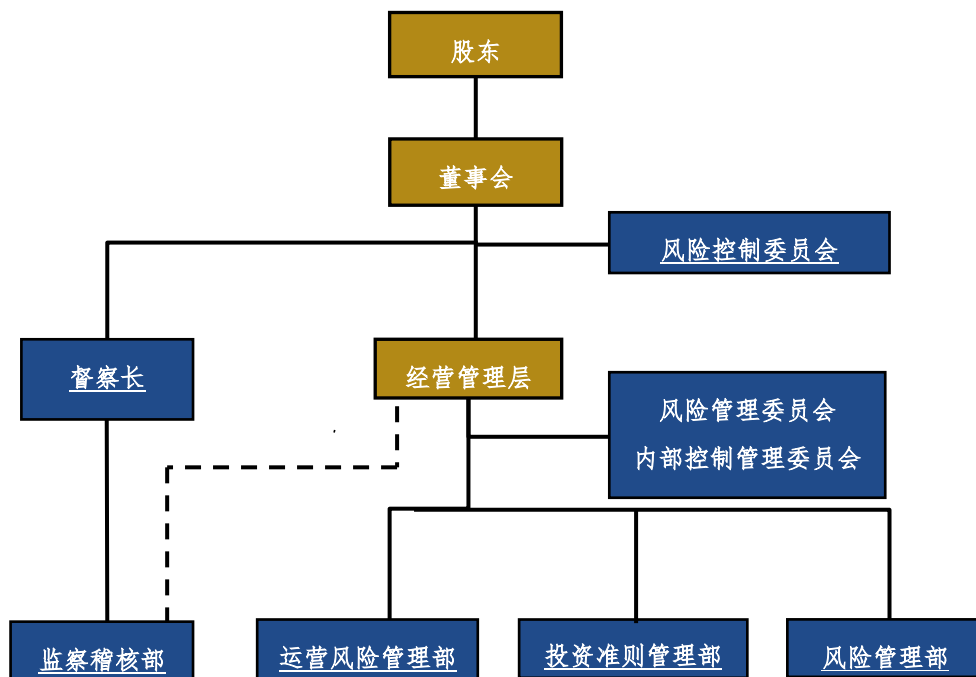 股东
董事会
风险控制委员会
督察长
经营管理层
风险管理委员会
内部控制管理委员会
监察稽核部
运营风险管理部
投资准则管理部
风险管理部